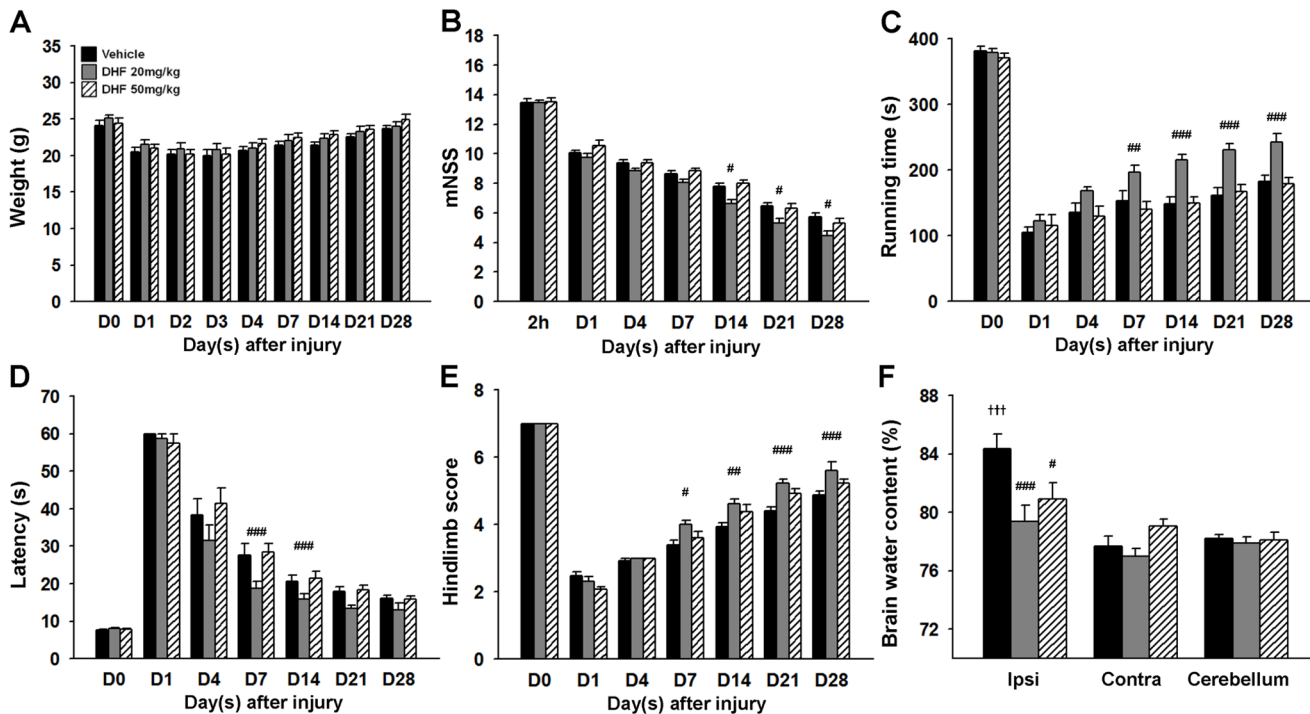 A
Weight (g)
35
30
25
20
15
10
5
0
Vehicle
DHF 20mg/kg
DHF 50mg/kg
D0 D1 D2 D3 D4 D7 D14 D21 D28
Day(s) after injury
B
mNSS
18
16
14
12
10
8
6
4
2
0
# # #
2h D1 D4 D7 D14 D21 D28
Day(s) after injury
C
Running time (s)
400
300
200
100
0
## ### ### ###
D0 D1 D4 D7 D14 D21 D28
Day(s) after injury
D
Latency (s)
70
60
50
40
30
20
10
0
### ###
D0 D1 D4 D7 D14 D21 D28
Day(s) after injury
E
Hindlimb score
8
6
4
2
0
# ## ### ###
D0 D1 D4 D7 D14 D21 D28
Day(s) after injury
F
Brain water content (%)
88
84
80
76
72
††† ### #
Ipsi Contra Cerebellum